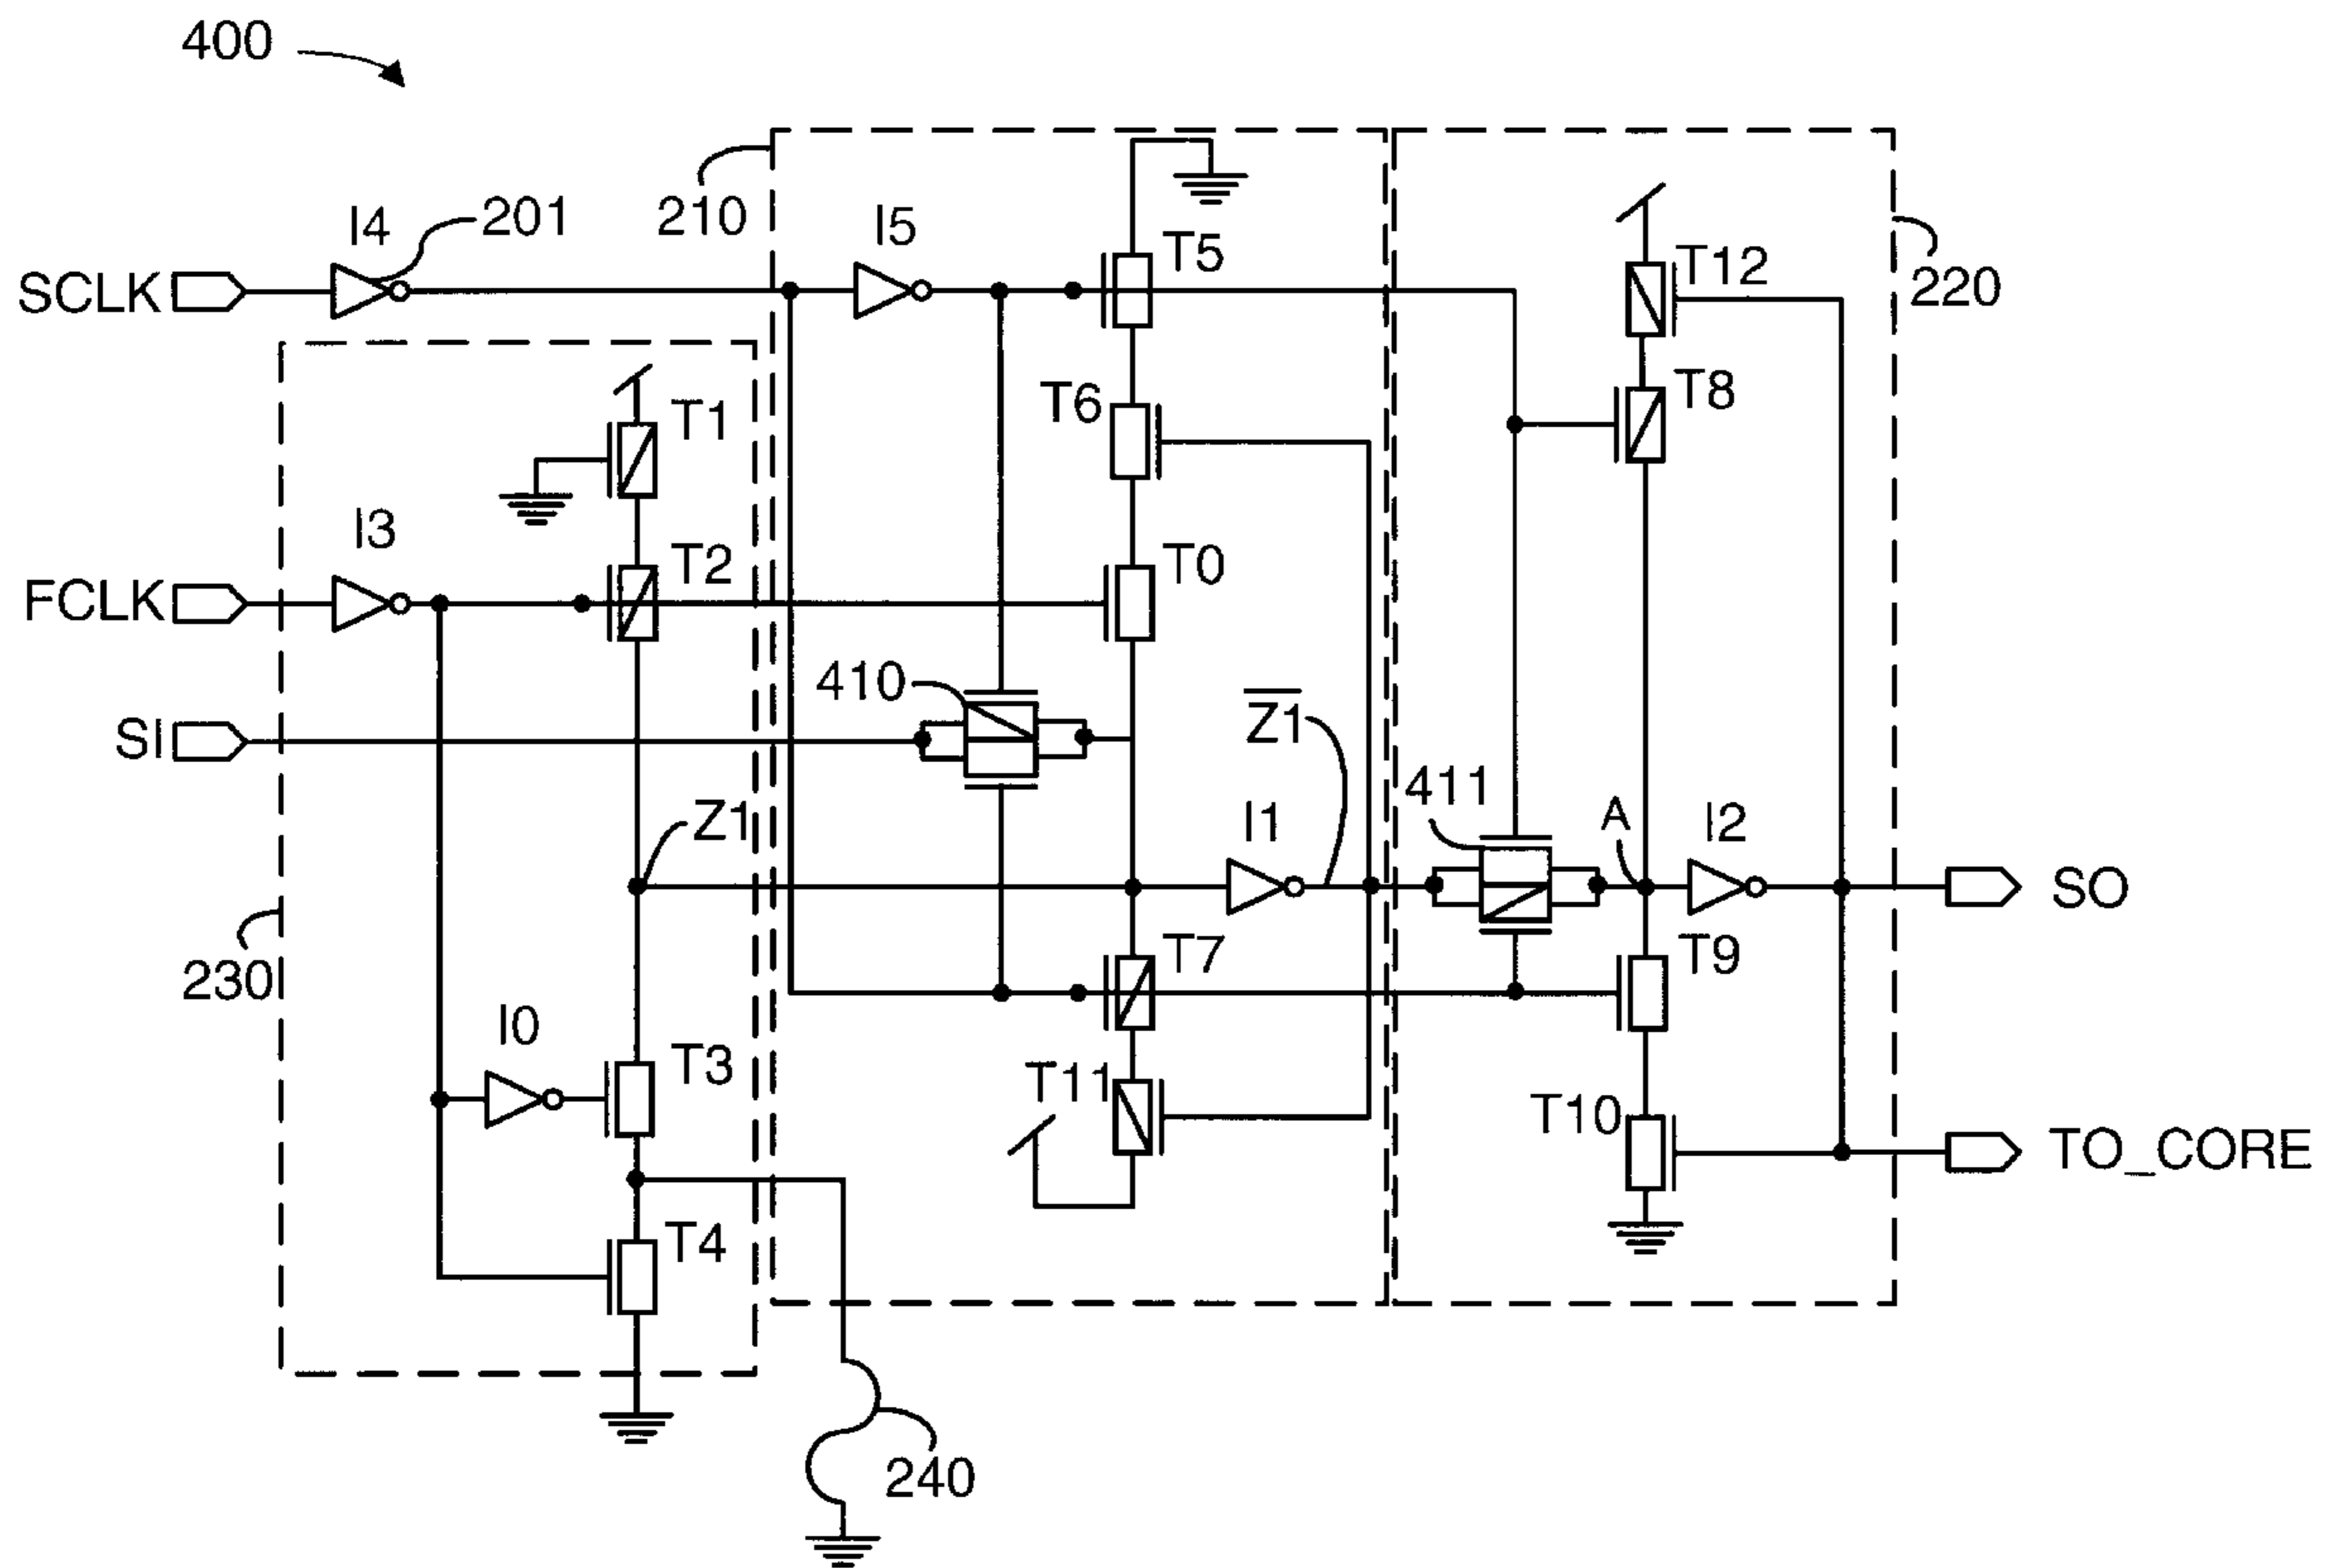 400
SCLK
I4
201
210
I5
T5
T12
220
T1
T6
T8
FCLK
I3
T2
T0
SI
410
Z1
Z1
411
A
I1
I2
SO
230
I0
T3
T7
T9
T11
T10
TO_CORE
T4
240